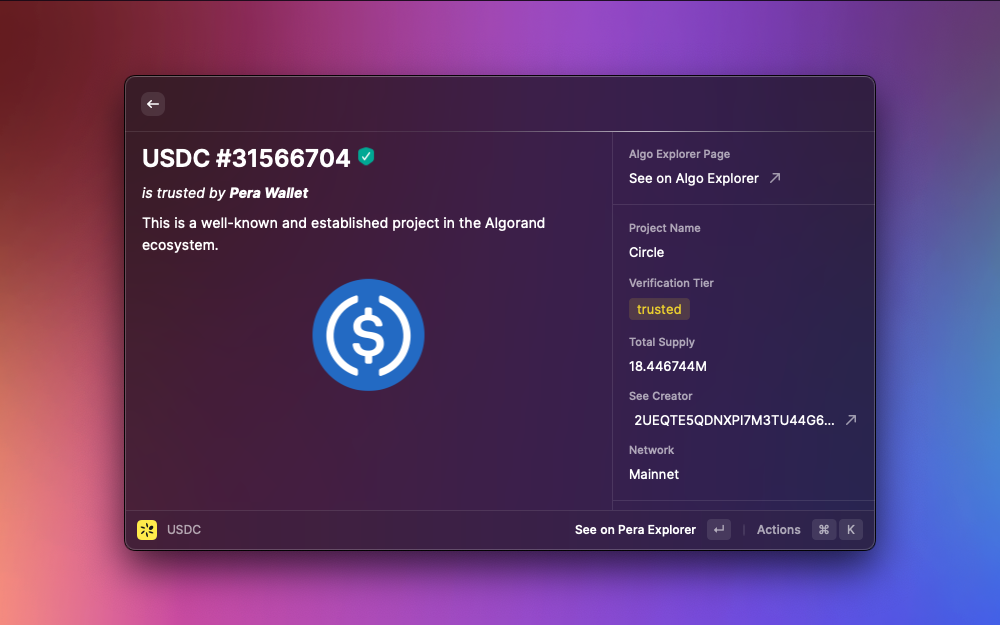 USDC #31566704
is trusted by Pera Wallet
This is a well-known and established project in the Algorand
ecosystem.
$
Algo Explorer Page
See on Algo Explorer
Project Name
Circle
Verification Tier
trusted
Total Supply
18.446744M
See Creator
2UEQTE5QDNXPI7M3TU44G6...
Network
Mainnet
USDC
See on Pera Explorer ↵ | Actions ⌘ K